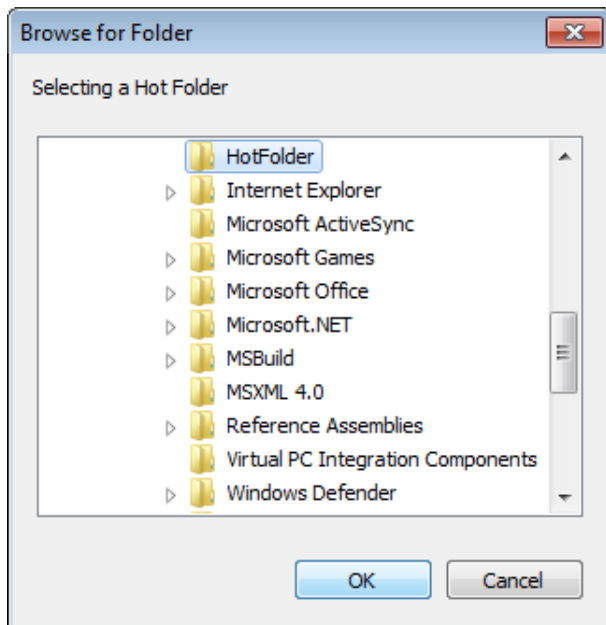 Browse for Folder
Selecting a Hot Folder
HotFolder
Internet Explorer
Microsoft ActiveSync
Microsoft Games
Microsoft Office
Microsoft.NET
MSBuild
MSXML 4.0
Reference Assemblies
Virtual PC Integration Components
Windows Defender
OK Cancel